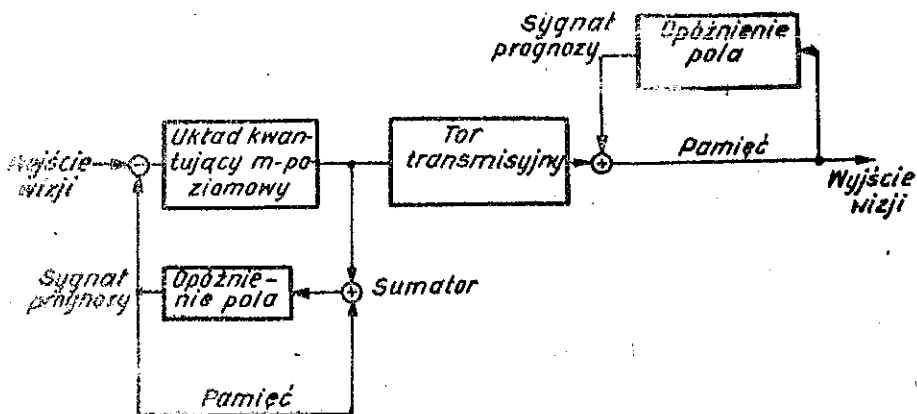 Sygnał
prognozy
Opóźnienie
pola
Układ kwan-
tujący m-po-
ziomowy
Tor
transmisyjny
Pamięć
Wyjście
wizji
Wyjście
wizji
Sygnał
prognozy
Opóźnie-
nie pola
Sumator
Pamięć